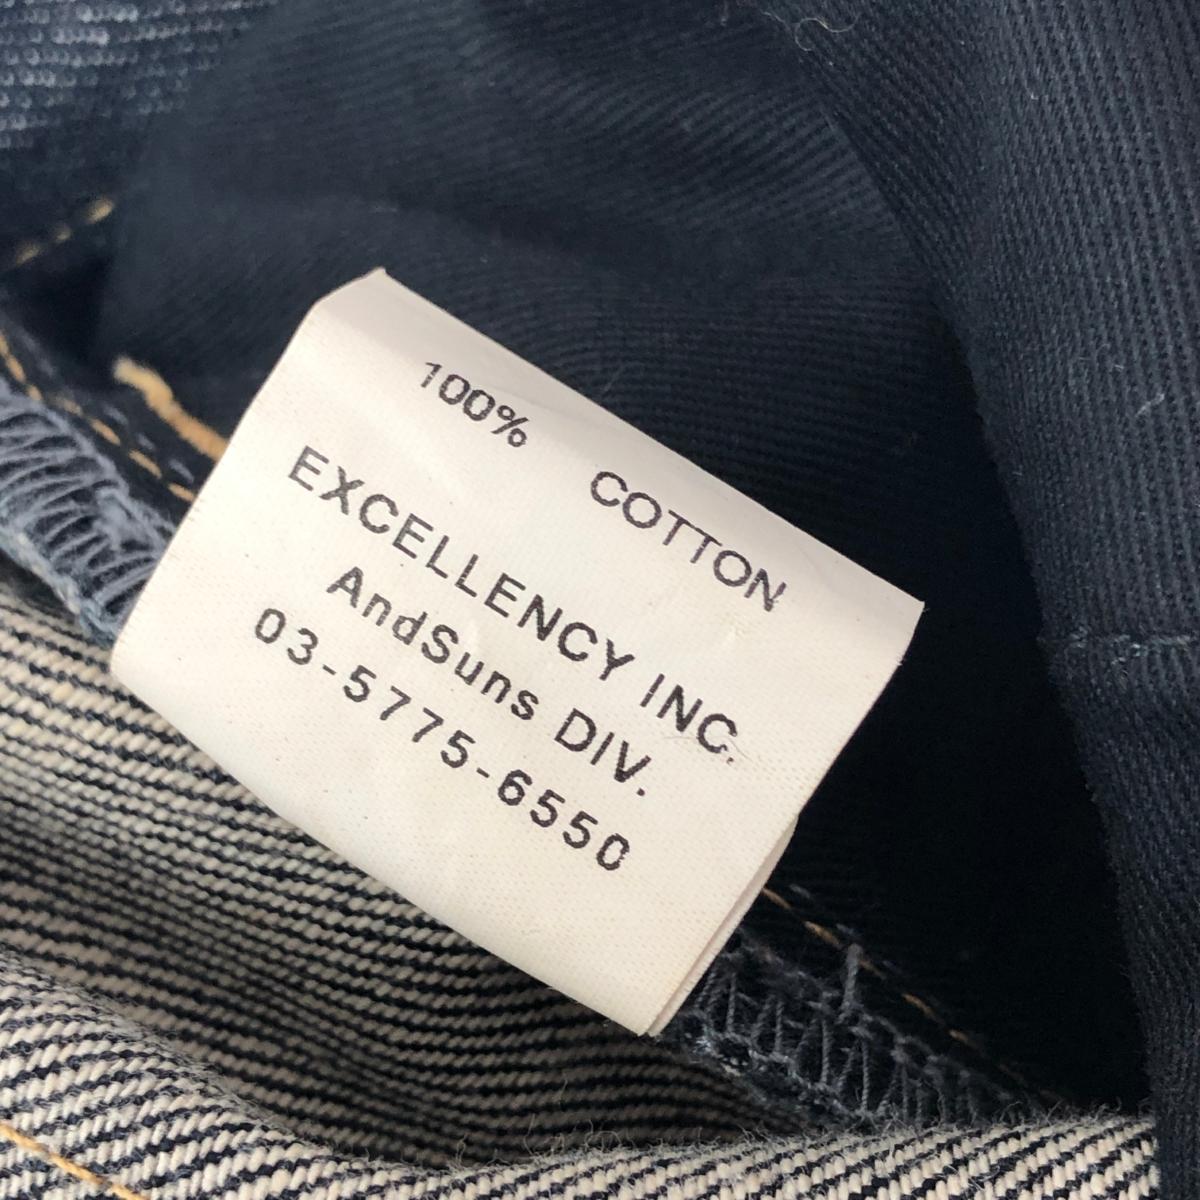 100% COTTON
EXCELLENCY INC.
AndSuns DIV.
03-5775-6550